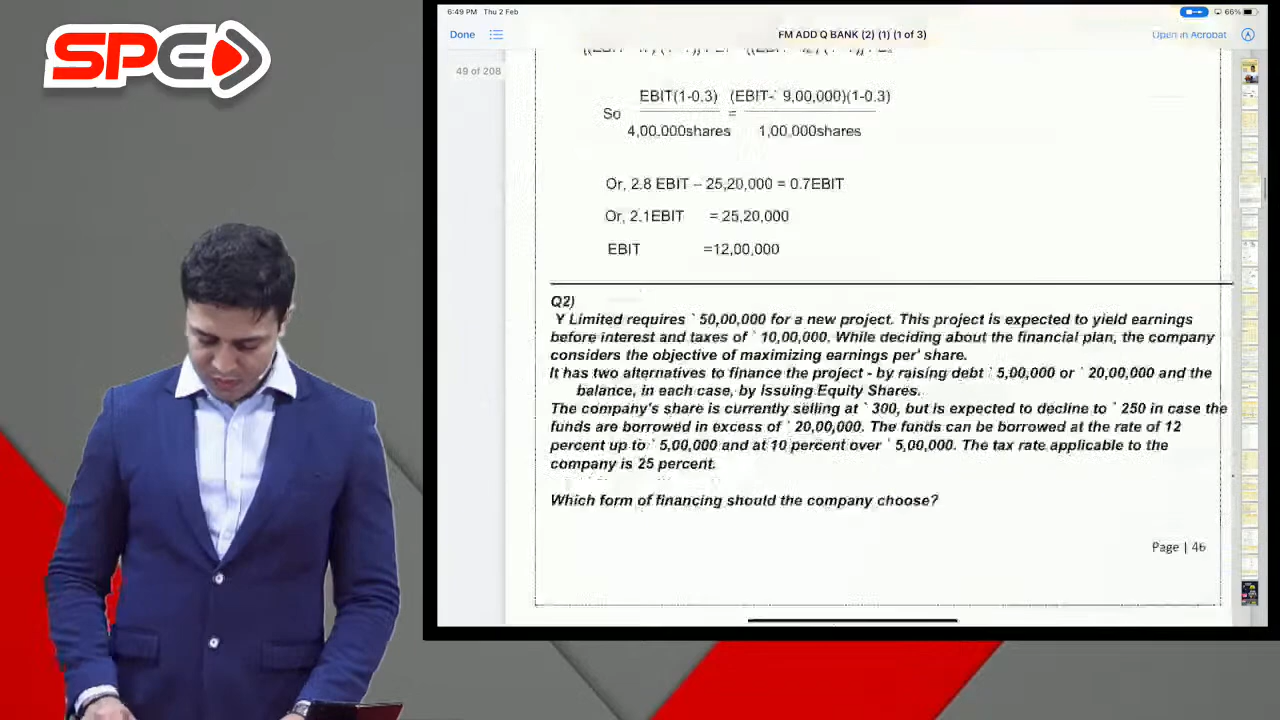 SPC
6:49 PM Thu 2 Feb
66%
Done
FM ADD Q BANK (2) (1) (1 of 3)
Open in Acrobat
49 of 208
EBIT(1-0.3) (EBIT-` 9,00,000)(1-0.3)
So =
4,00,000shares 1,00,000shares
Or, 2.8 EBIT – 25,20,000 = 0.7EBIT
Or, 2.1EBIT = 25,20,000
EBIT =12,00,000
Q2)
Y Limited requires ` 50,00,000 for a new project. This project is expected to yield earnings
before interest and taxes of ` 10,00,000. While deciding about the financial plan, the company
considers the objective of maximizing earnings per' share.
It has two alternatives to finance the project - by raising debt ` 5,00,000 or ` 20,00,000 and the
balance, in each case, by issuing Equity Shares.
The company's share is currently selling at ` 300, but is expected to decline to ` 250 in case the
funds are borrowed in excess of ` 20,00,000. The funds can be borrowed at the rate of 12
percent up to ` 5,00,000 and at 10 percent over ` 5,00,000. The tax rate applicable to the
company is 25 percent.
Which form of financing should the company choose?
Page | 46